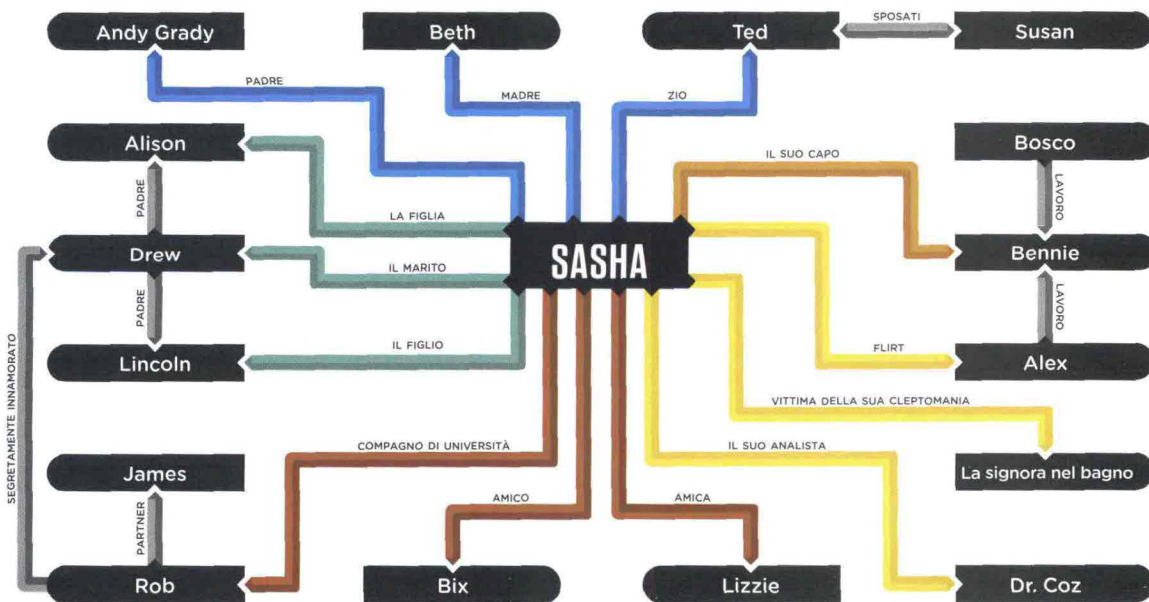 Andy Grady
Beth
Ted
SPOSATI
Susan
PADRE
MADRE
ZIO
Alison
IL SUO CAPO
Bosco
PADRE
LA FIGLIA
LAVORO
Drew
IL MARITO
SASHA
Bennie
PADRE
LAVORO
Lincoln
IL FIGLIO
FLIRT
Alex
SEGRETAMENTE INNAMORATO
VITTIMA DELLA SUA CLEPTOMANIA
COMPAGNO DI UNIVERSITÀ
IL SUO ANALISTA
James
La signora nel bagno
PARTNER
AMICO
AMICA
Rob
Bix
Lizzie
Dr. Coz